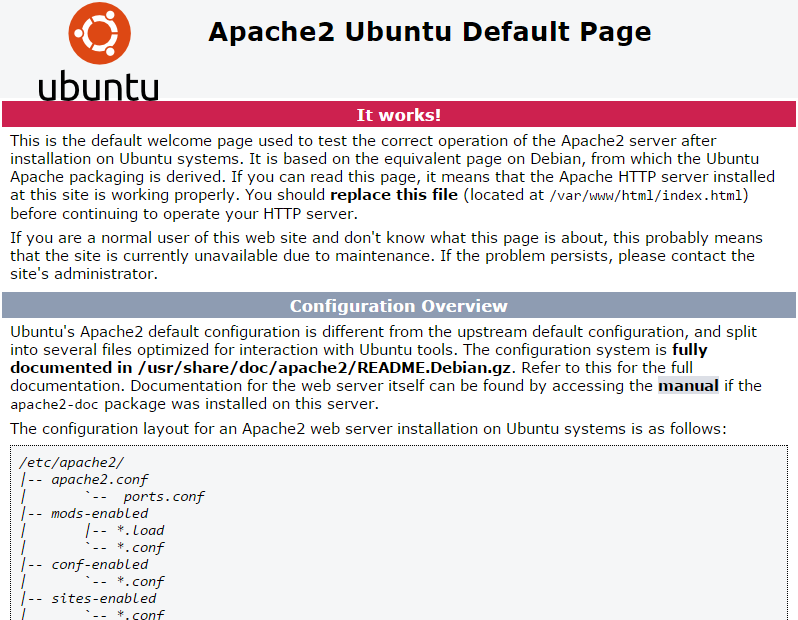 ubuntu
Apache2 Ubuntu Default Page
It works!
This is the default welcome page used to test the correct operation of the Apache2 server after
installation on Ubuntu systems. It is based on the equivalent page on Debian, from which the Ubuntu
Apache packaging is derived. If you can read this page, it means that the Apache HTTP server installed
at this site is working properly. You should replace this file (located at /var/www/html/index.html)
before continuing to operate your HTTP server.
If you are a normal user of this web site and don't know what this page is about, this probably means
that the site is currently unavailable due to maintenance. If the problem persists, please contact the
site's administrator.
Configuration Overview
Ubuntu's Apache2 default configuration is different from the upstream default configuration, and split
into several files optimized for interaction with Ubuntu tools. The configuration system is fully
documented in /usr/share/doc/apache2/README.Debian.gz. Refer to this for the full
documentation. Documentation for the web server itself can be found by accessing the manual if the
apache2-doc package was installed on this server.
The configuration layout for an Apache2 web server installation on Ubuntu systems is as follows:
/etc/apache2/
|-- apache2.conf
|       `--  ports.conf
|-- mods-enabled
|       |-- *.load
|       `-- *.conf
|-- conf-enabled
|       `-- *.conf
|-- sites-enabled
|       `-- *.conf